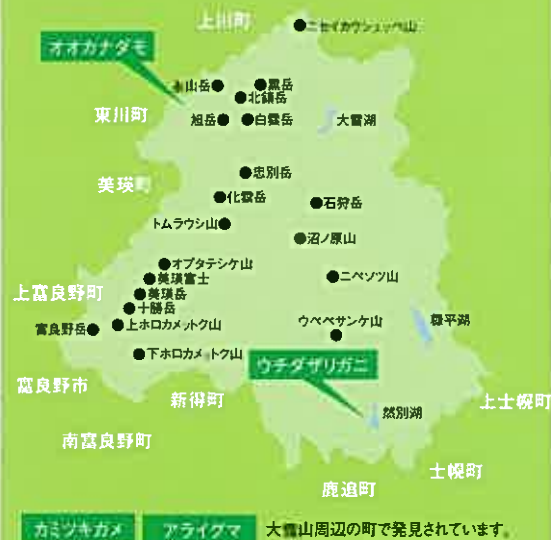 上川町
ニセイカウシュッペ山
オオカナダモ
永山岳
黒岳
北鎮岳
東川町
旭岳
白雲岳
大雪湖
忠別岳
美瑛町
化雲岳
石狩岳
トムラウシ山
沼ノ原山
オプタテシケ山
美瑛富士
ニペソツ山
上富良野町
美瑛岳
十勝岳
富良野岳
上ホロカメットク山
ウペペサンケ山
糠平湖
下ホロカメットク山
ウチダザリガニ
富良野市
新得町
然別湖
上士幌町
南富良野町
士幌町
鹿追町
カミツキガメ
アライグマ
大雪山周辺の町で発見されています。